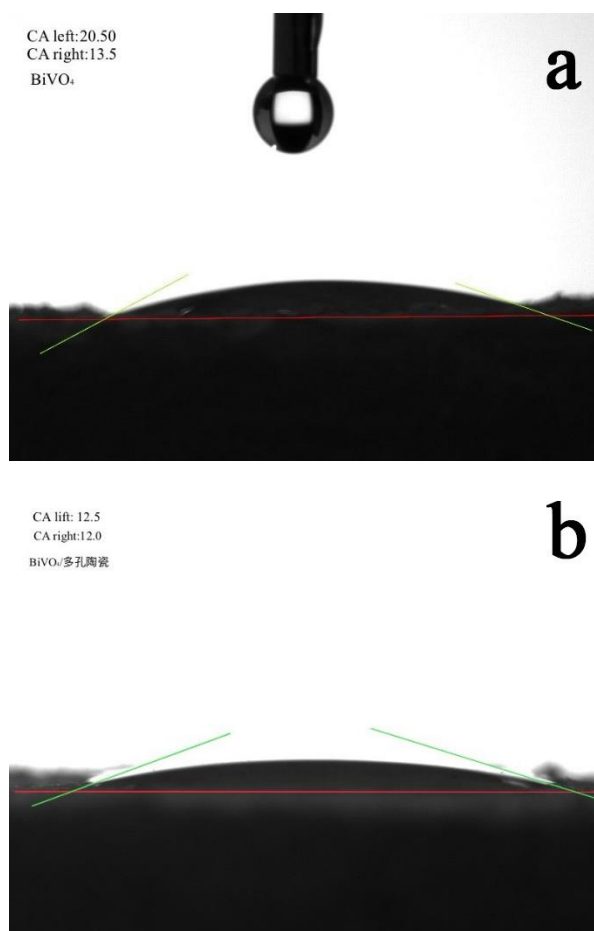 CA left:20.50
CA right:13.5
BiVO₄
a
CA lift: 12.5
CA right:12.0
BiVO₄/多孔陶瓷
b